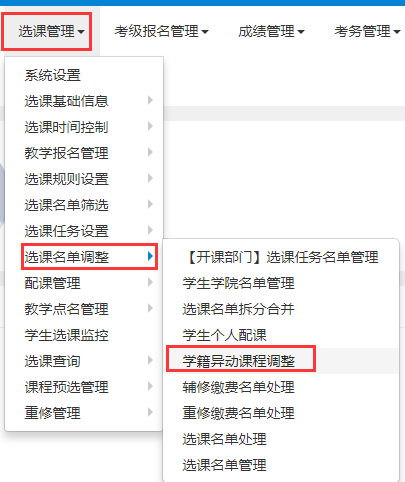 选课管理 考级报名管理 成绩管理 考务管理
系统设置
选课基础信息
选课时间控制
教学报名管理
选课规则设置
选课名单筛选
选课任务设置
选课名单调整
配课管理
教学点名管理
学生选课监控
选课查询
课程预选管理
重修管理
【开课部门】选课任务名单管理
学生学院名单管理
选课名单拆分合并
学生个人配课
学籍异动课程调整
辅修缴费名单处理
重修缴费名单处理
选课名单处理
选课名单管理